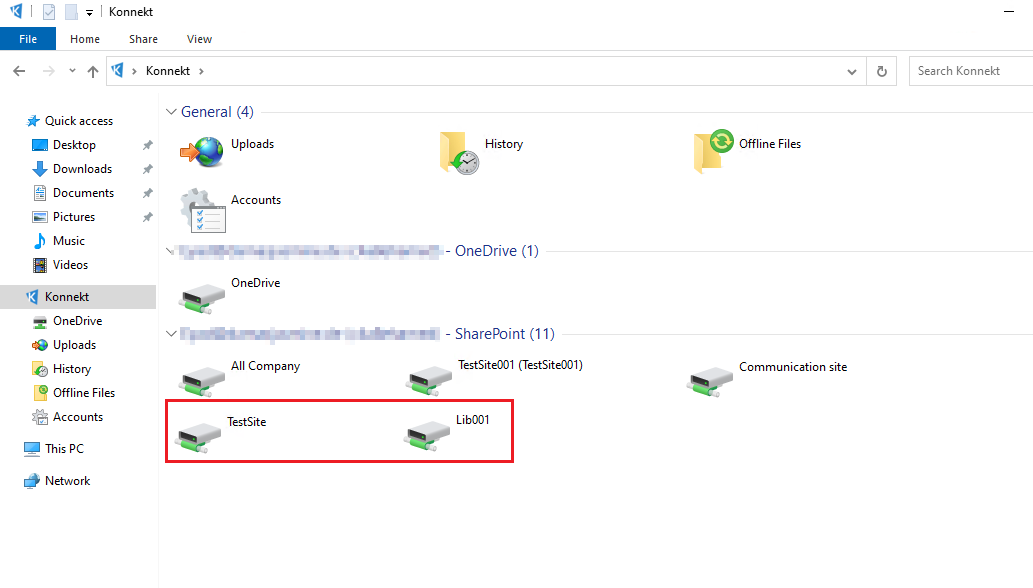 Konnekt
File Home Share View
Konnekt
Search Konnekt
Quick access
Desktop
Downloads
Documents
Pictures
Music
Videos
Konnekt
OneDrive
Uploads
History
Offline Files
Accounts
This PC
Network
General (4)
Uploads History Offline Files
Accounts
- OneDrive (1)
OneDrive
- SharePoint (11)
All Company TestSite001 (TestSite001) Communication site
TestSite Lib001